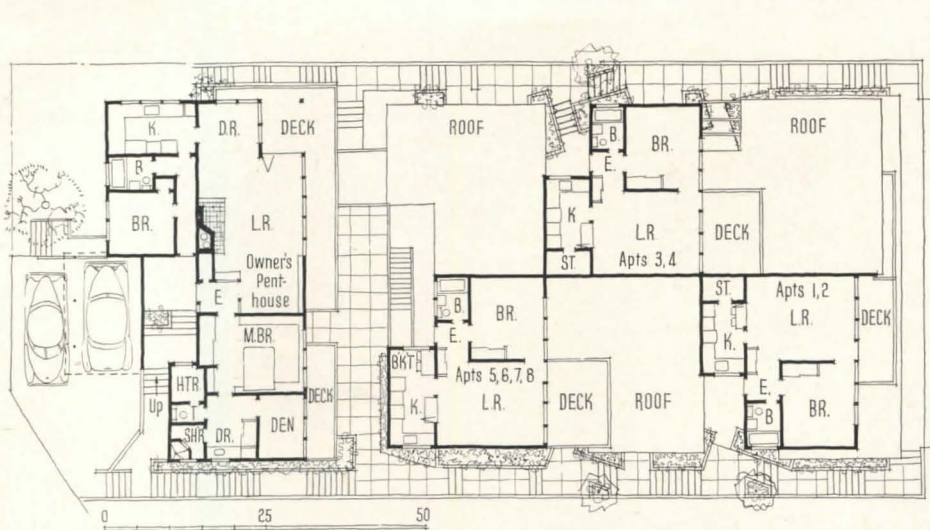 K.
D.R.
DECK
B.
BR.
L.R.
Owner's
Pent-
house
E.
M.BR.
HTR
Up
SHR
DR.
DEN
DECK
ROOF
B.
BR.
E.
K
L.R.
ST.
Apts 3,4
DECK
ROOF
B.
BR.
E.
BKT
Apts 5,6,7,8
K.
L.R.
DECK
ROOF
ST.
Apts 1,2
L.R.
K.
DECK
E.
BR.
B
0 25 50